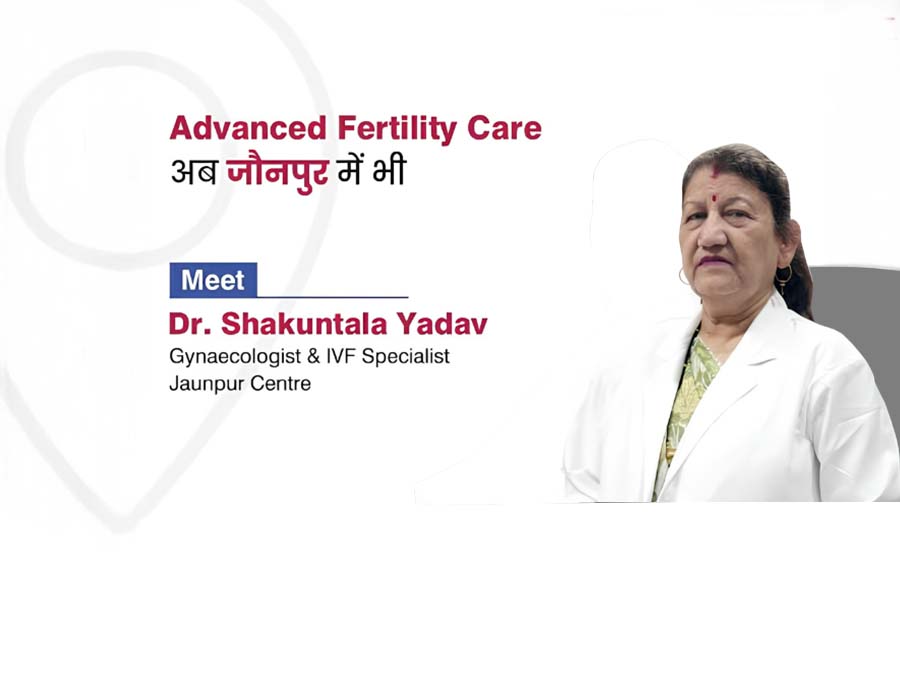 Advanced Fertility Care
अब जौनपुर में भी
Meet
Dr. Shakuntala Yadav
Gynaecologist & IVF Specialist
Jaunpur Centre